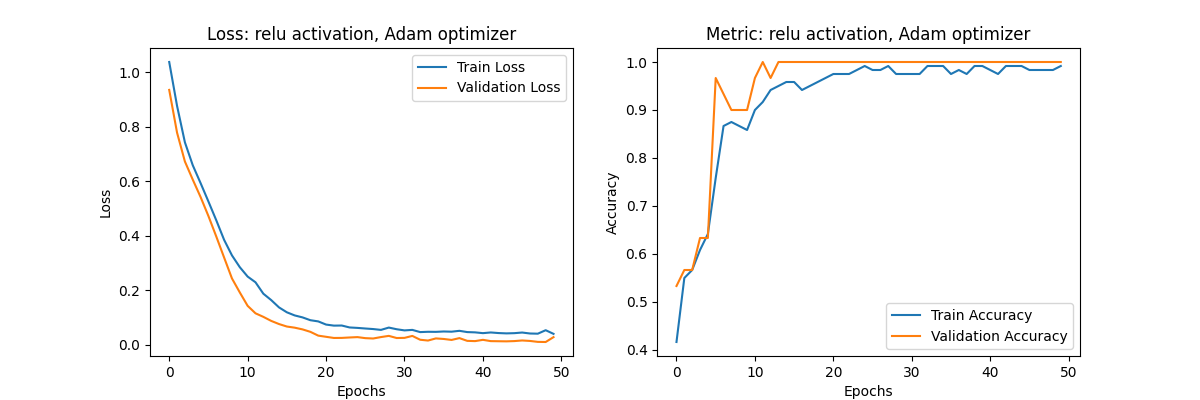 Loss: relu activation, Adam optimizer
Train Loss
Validation Loss
Loss
1.0
0.8
0.6
0.4
0.2
0.0
0 10 20 30 40 50
Epochs
Metric: relu activation, Adam optimizer
Accuracy
1.0
0.9
0.8
0.7
0.6
0.5
0.4
Train Accuracy
Validation Accuracy
0 10 20 30 40 50
Epochs